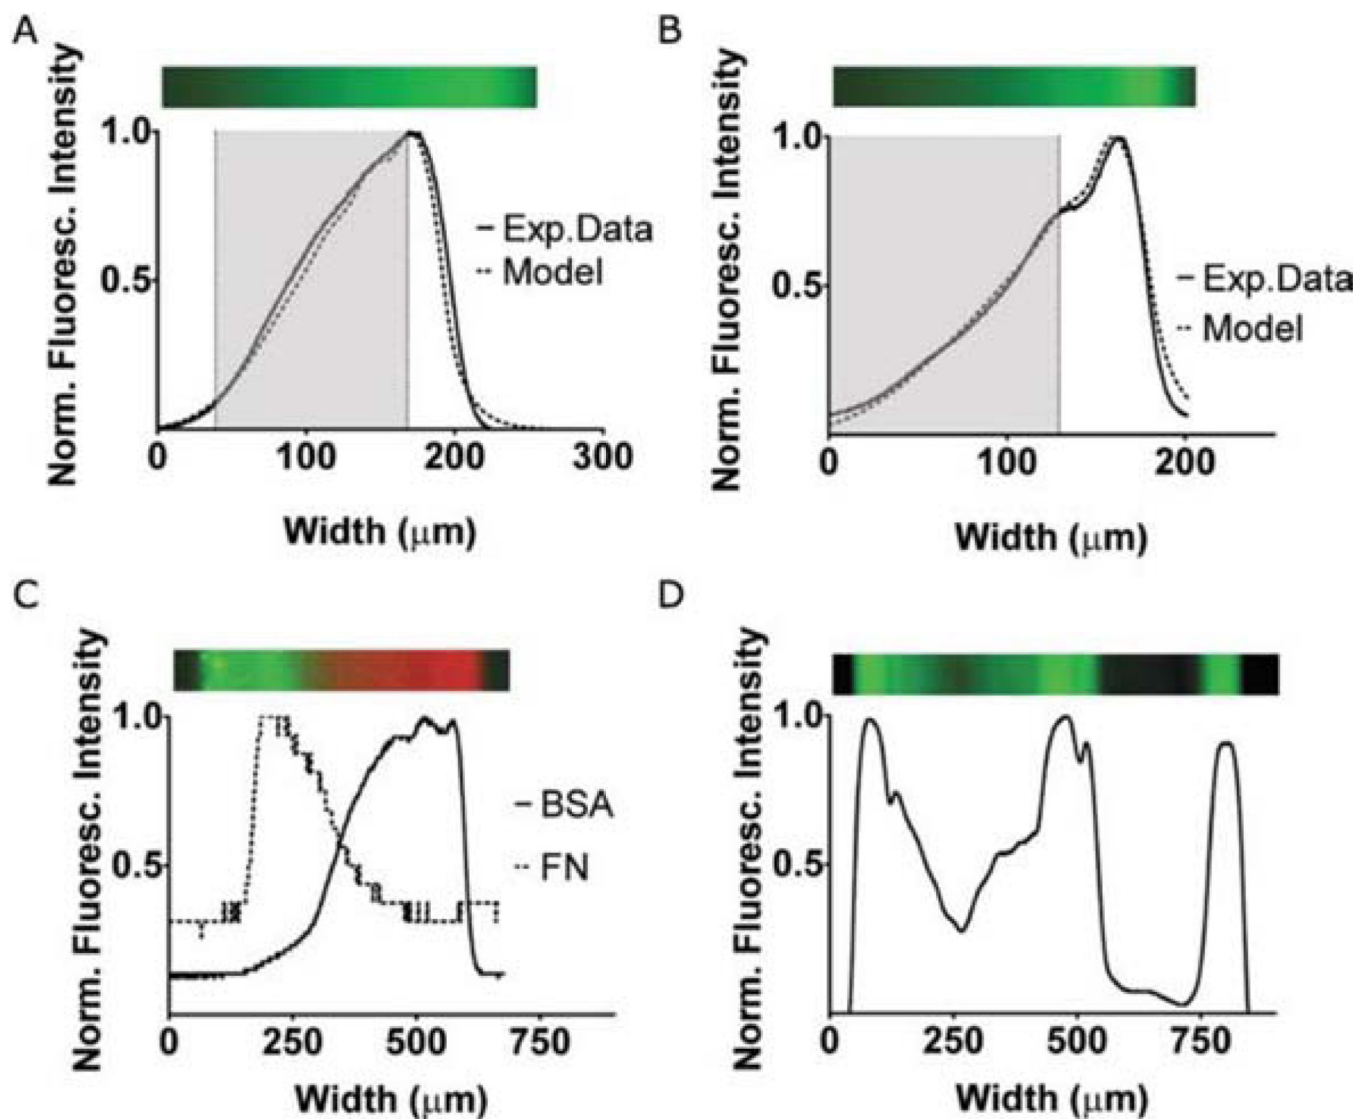 A
Norm. Fluoresc. Intensity
1.0
0.5
Exp.Data
Model
0 100 200 300
Width (μm)
B
Norm. Fluoresc. Intensity
1.0
0.5
Exp.Data
Model
0 100 200
Width (μm)
C
Norm. Fluoresc. Intensity
1.0
0.5
BSA
FN
0 250 500 750
Width (μm)
D
Norm. Fluoresc. Intensity
1.0
0.5
0 250 500 750
Width (μm)